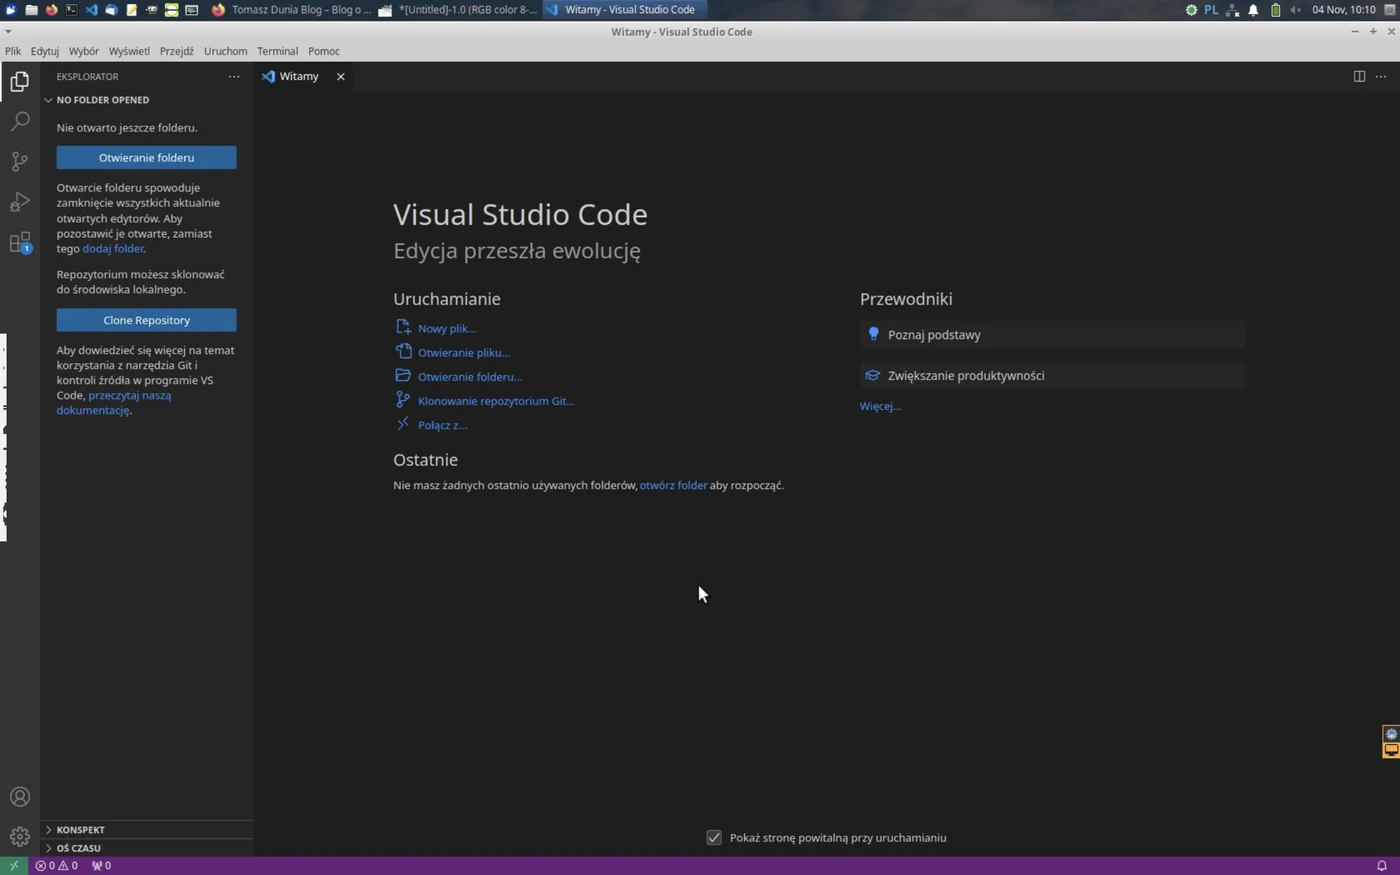 Tomasz Dunia Blog – Blog o ...
*[Untitled]-1.0 (RGB color 8-...
Witamy - Visual Studio Code
PL
04 Nov, 10:10
Witamy - Visual Studio Code
Plik Edytuj Wybór Wyświetl Przejdź Uruchom Terminal Pomoc
EKSPLORATOR
Witamy
NO FOLDER OPENED
Nie otwarto jeszcze folderu.
Otwieranie folderu
Otwarcie folderu spowoduje
zamknięcie wszystkich aktualnie
otwartych edytorów. Aby
pozostawić je otwarte, zamiast
tego dodaj folder.
Repozytorium możesz sklonować
do środowiska lokalnego.
Clone Repository
Aby dowiedzieć się więcej na temat
korzystania z narzędzia Git i
kontroli źródła w programie VS
Code, przeczytaj naszą
dokumentację.
1
Visual Studio Code
Edycja przeszła ewolucję
Uruchamianie
Nowy plik...
Otwieranie pliku...
Otwieranie folderu...
Klonowanie repozytorium Git...
Połącz z...
Ostatnie
Nie masz żadnych ostatnio używanych folderów, otwórz folder aby rozpocząć.
Przewodniki
Poznaj podstawy
Zwiększanie produktywności
Więcej...
Pokaż stronę powitalną przy uruchamianiu
KONSPEKT
OŚ CZASU
0 0 0